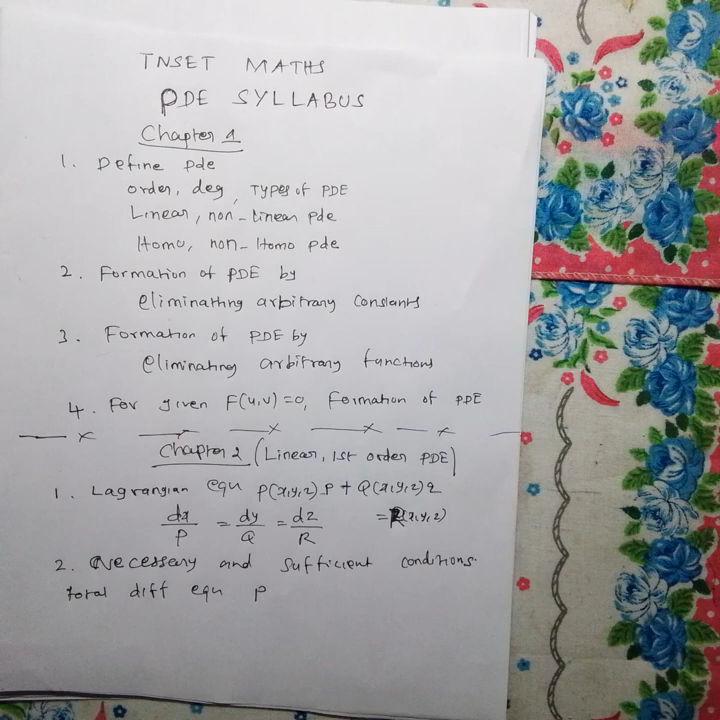 TNSET MATHS
PDE SYLLABUS
Chapter 1
1. Define pde
order, deg, Types of PDE
Linear, non-linear pde
Homo, non-Homo pde
2. Formation of PDE by
eliminating arbitrary constants
3. Formation of PDE by
eliminating arbitrary functions
4. For given F(u,v)=0, Formation of PDE
Chapter 2 (Linear, 1st order PDE)
1. Lagrangian equ P(x,y,z)p + Q(x,y,z)q
dx/P = dy/Q = dz/R = R(x,y,z)
2. Necessary and sufficient conditions.
total diff equ P